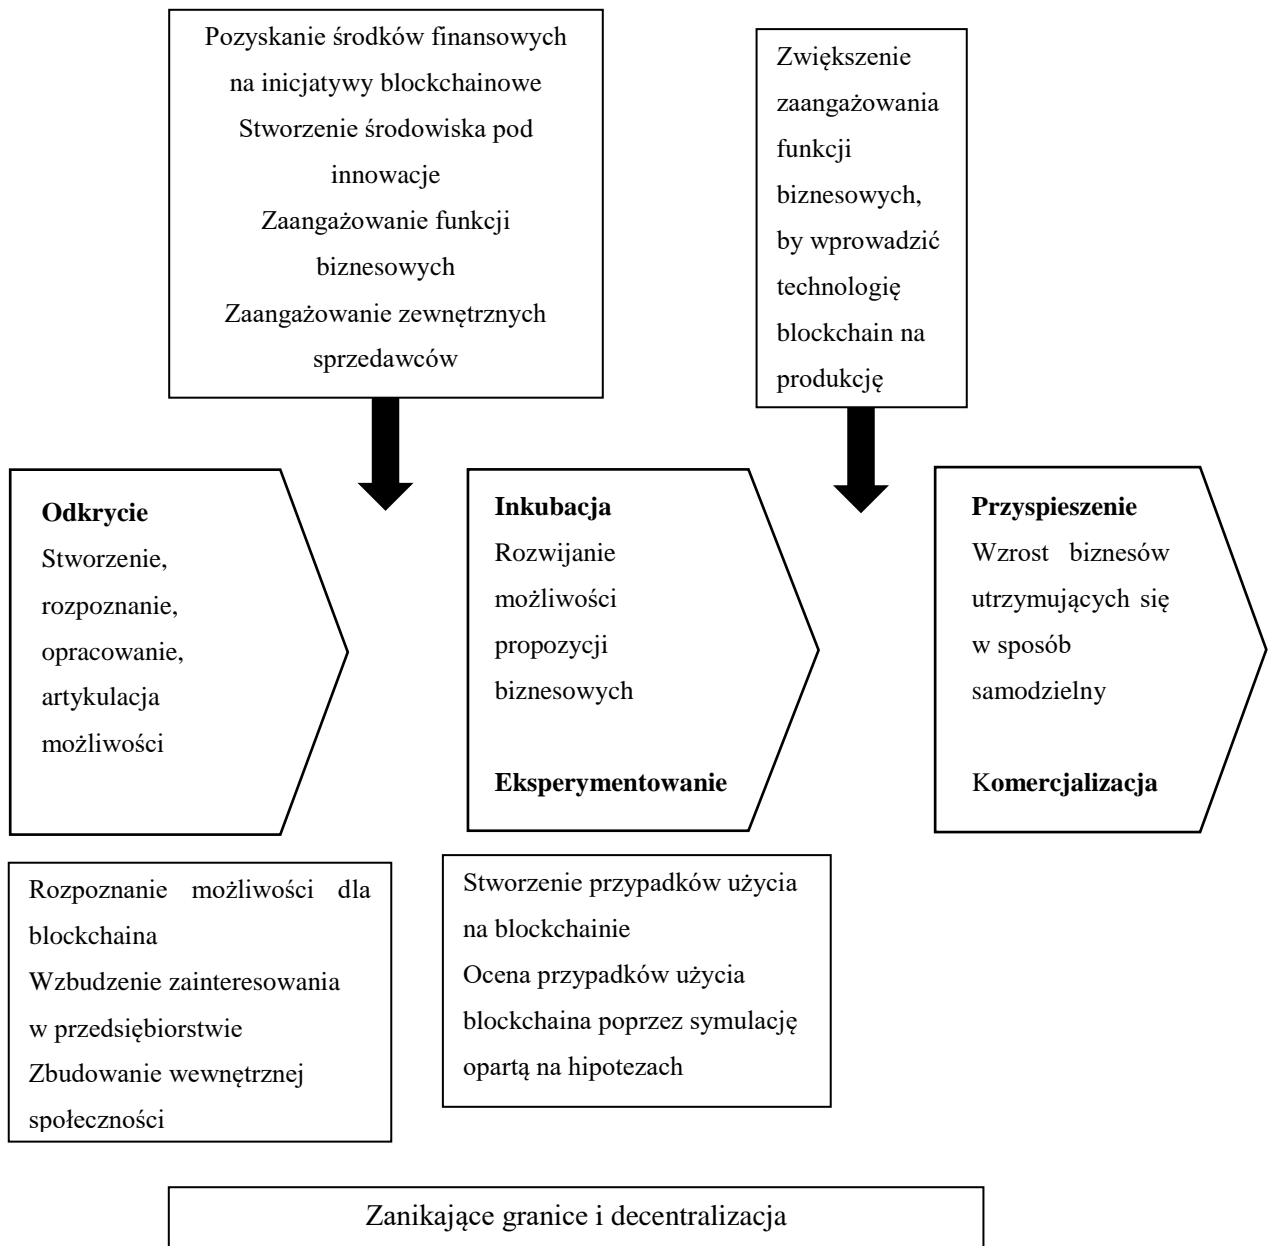 Pozyskanie środków finansowych
na inicjatywy blockchainowe
Stworzenie środowiska pod
innowacje
Zaangażowanie funkcji
biznesowych
Zaangażowanie zewnętrznych
sprzedawców
Zwiększenie
zaangażowania
funkcji
biznesowych,
by wprowadzić
technologię
blockchain na
produkcję
Odkrycie
Stworzenie,
rozpoznanie,
opracowanie,
artykulacja
możliwości
Inkubacja
Rozwijanie
możliwości
propozycji
biznesowych
Eksperymentowanie
Przyspieszenie
Wzrost biznesów
utrzymujących się
w sposób
samodzielny
Komercjalizacja
Rozpoznanie możliwości dla
blockchaina
Wzbudzenie zainteresowania
w przedsiębiorstwie
Zbudowanie wewnętrznej
społeczności
Stworzenie przypadków użycia
na blockchainie
Ocena przypadków użycia
blockchaina poprzez symulację
opartą na hipotezach
Zanikające granice i decentralizacja